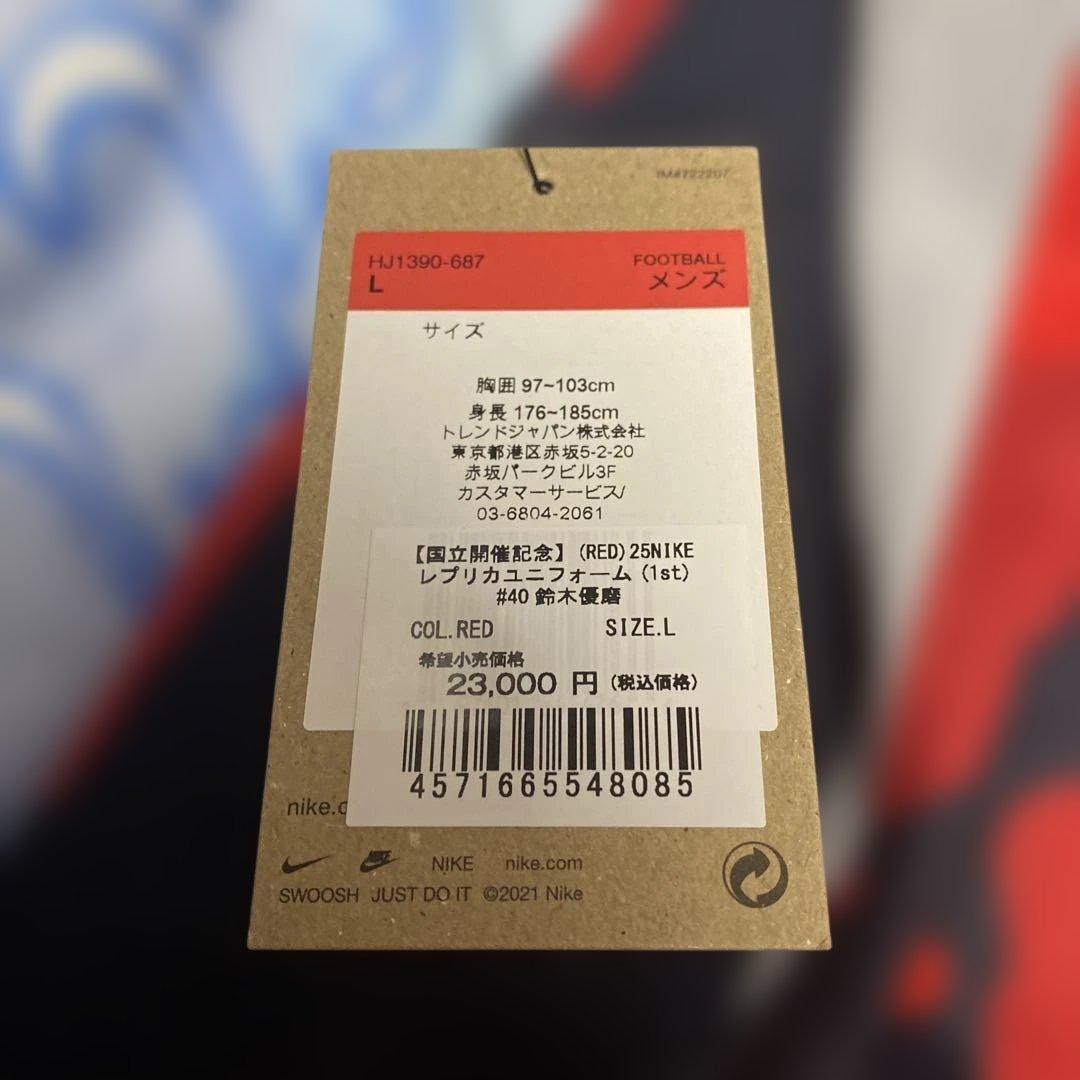 IM#722207
HJ1390-687
FOOTBALL
L
メンズ
サイズ
胸囲 97~103cm
身長 176~185cm
トレンドジャパン株式会社
東京都港区赤坂5-2-20
赤坂パークビル3F
カスタマーサービス/
03-6804-2061
【国立開催記念】(RED)25NIKE
レプリカユニフォーム (1st)
#40 鈴木優磨
COL.RED SIZE.L
希望小売価格
23,000 円 (税込価格)
4571665548085
nike.c
NIKE nike.com
SWOOSH JUST DO IT ©2021 Nike